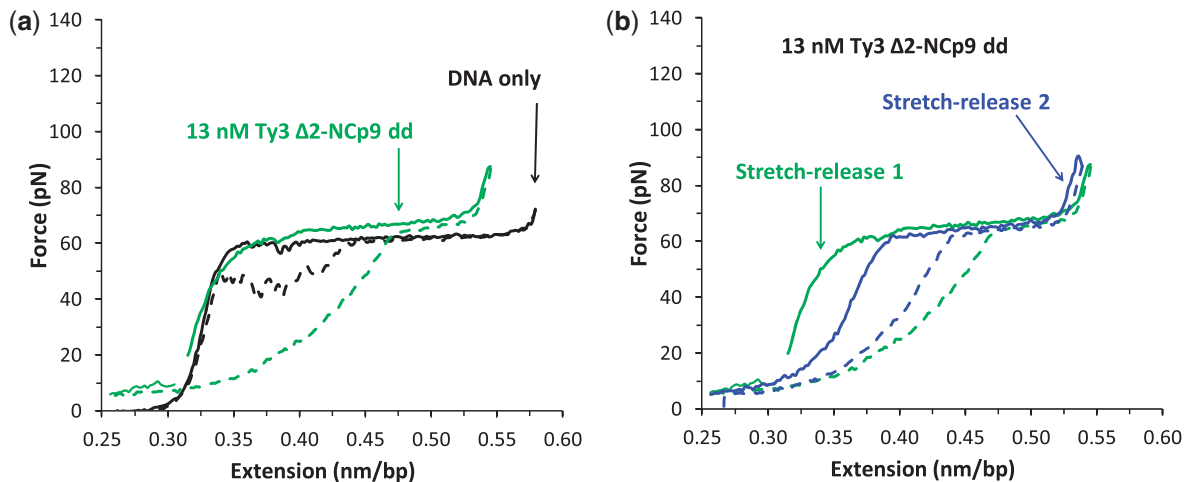 (a)
140
120
100
80
60
40
20
0
Force (pN)
DNA only
13 nM Ty3 Δ2-NCp9 dd
0.25 0.30 0.35 0.40 0.45 0.50 0.55 0.60
Extension (nm/bp)
(b)
140
120
100
80
60
40
20
0
Force (pN)
13 nM Ty3 Δ2-NCp9 dd
Stretch-release 2
Stretch-release 1
0.25 0.30 0.35 0.40 0.45 0.50 0.55 0.60
Extension (nm/bp)